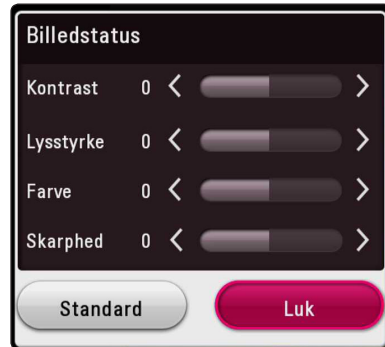 Billedstatus
Kontrast 0
Lysstyrke 0
Farve 0
Skarphed 0
Standard Luk